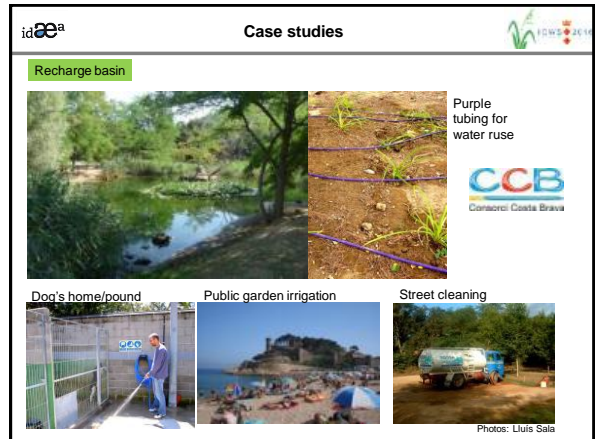 idæa
Case studies
ICWS 2016
Recharge basin
Purple
tubing for
water ruse
CCB
Consorci Costa Brava
Dog's home/pound
Public garden irrigation
Street cleaning
Photos: Lluís Sala